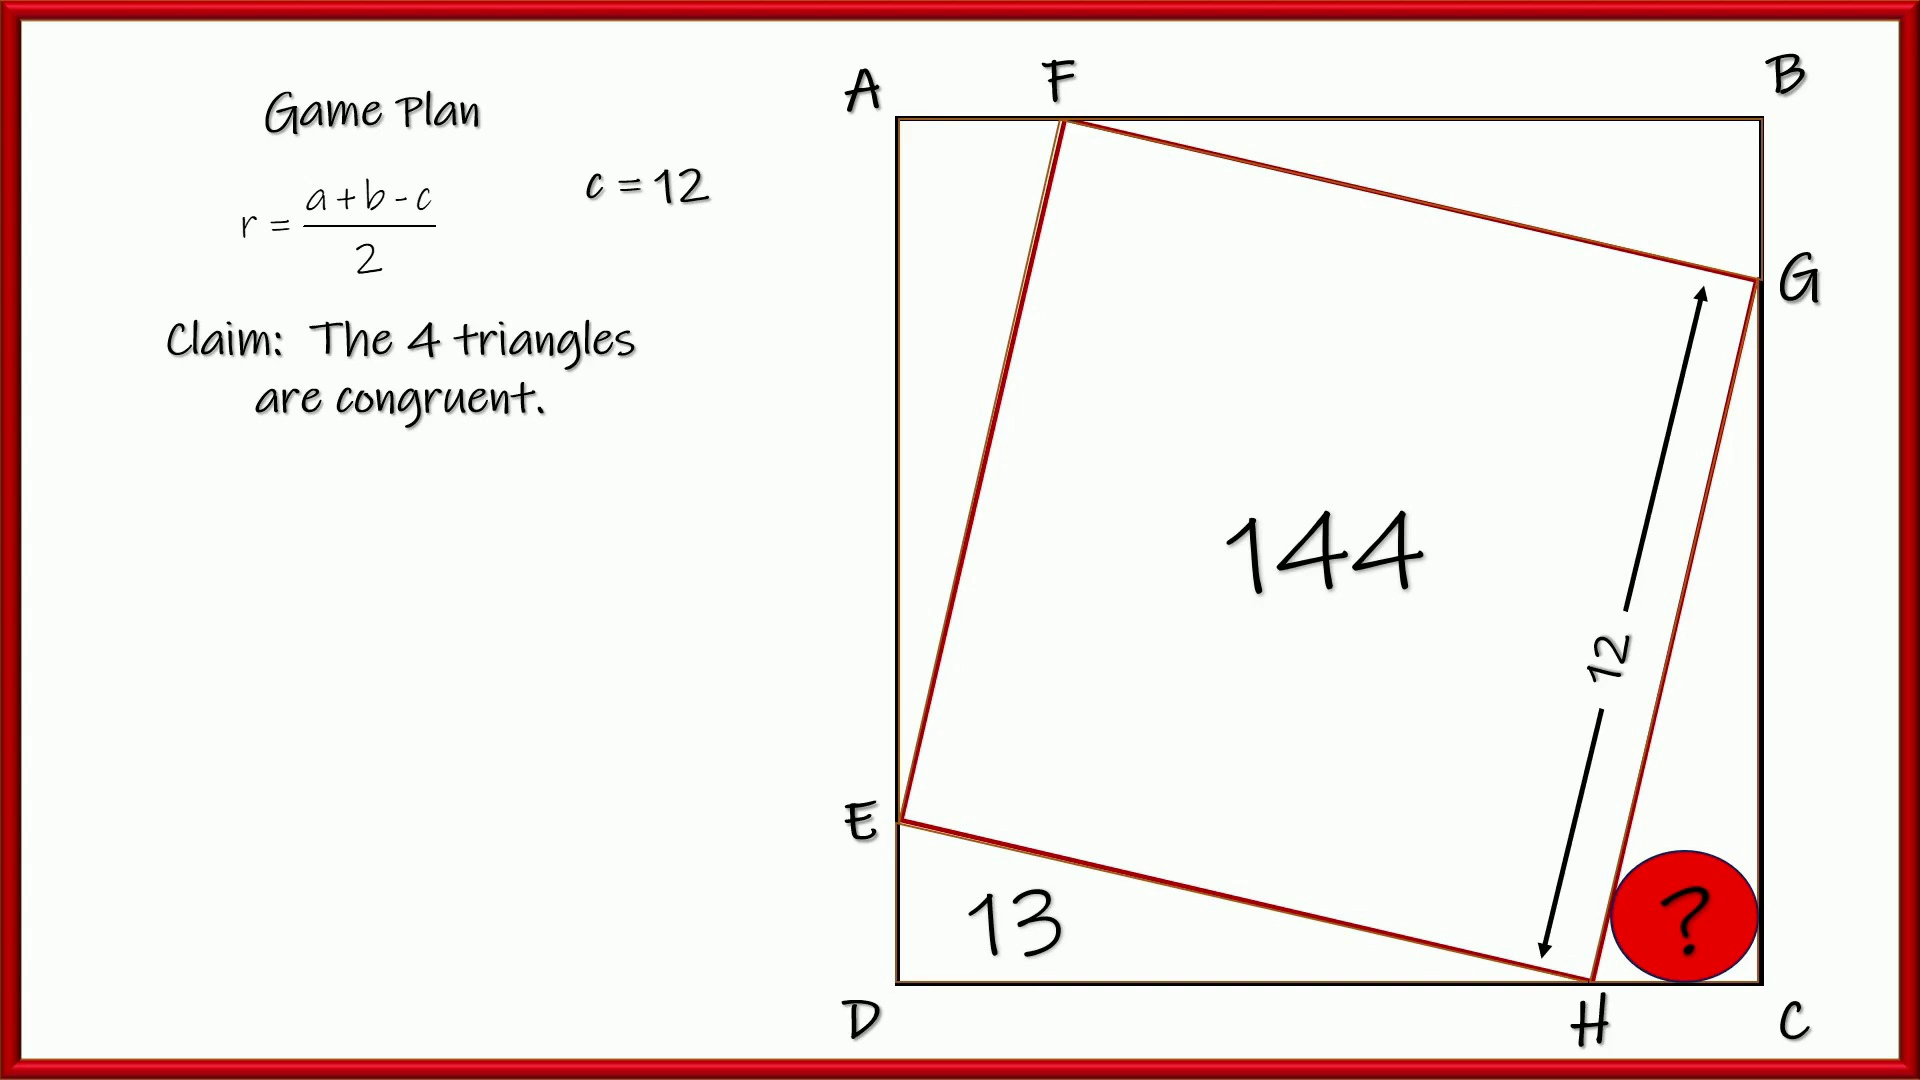 Game Plan
r = a + b - c / 2
c = 12
Claim: The 4 triangles
are congruent.
A
F
B
G
144
12
E
13
?
D
H
C